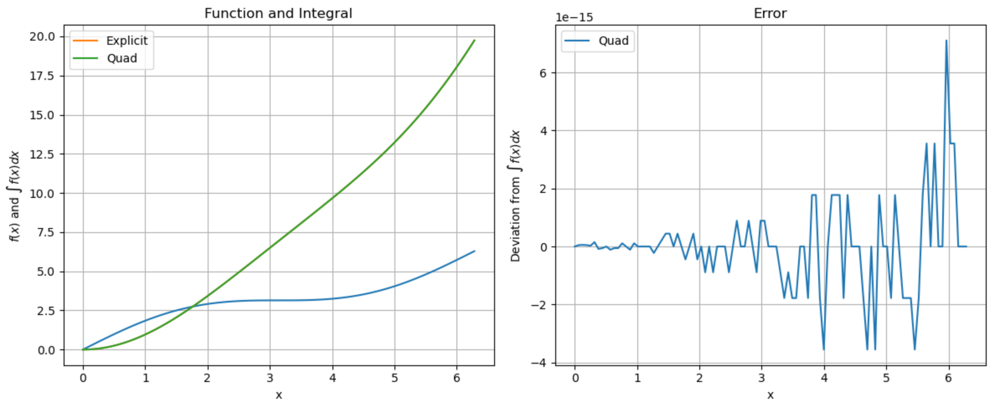 Function and Integral
Explicit
Quad
20.0
17.5
15.0
12.5
10.0
7.5
5.0
2.5
0.0
f(x) and ∫ f(x)dx
0 1 2 3 4 5 6
x
Error
1e−15
Quad
6
4
2
0
−2
−4
Deviation from ∫ f(x)dx
0 1 2 3 4 5 6
x